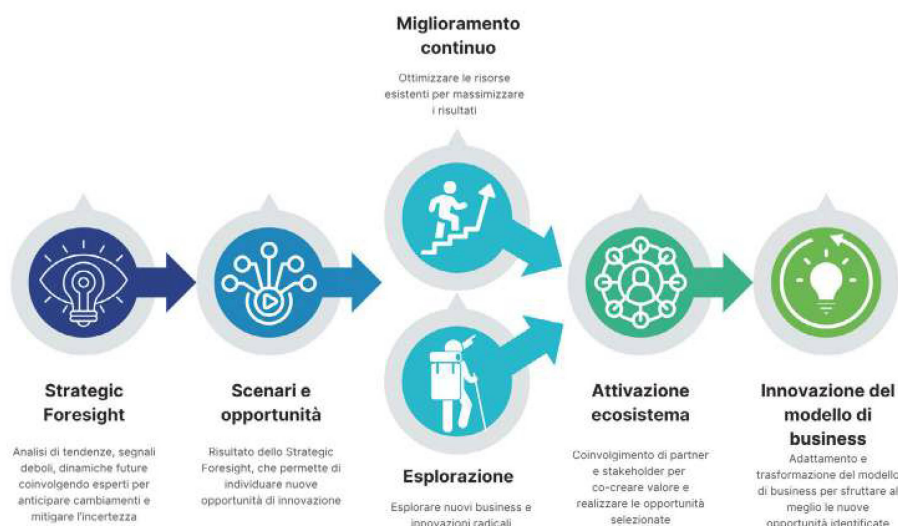 Miglioramento
continuo
Ottimizzare le risorse
esistenti per massimizzare
i risultati
Strategic
Foresight
Analisi di tendenze, segnali
deboli, dinamiche future
coinvolgendo esperti per
anticipare cambiamenti e
mitigare l'incertezza
Scenari e
opportunità
Risultato dello Strategic
Foresight, che permette di
individuare nuove
opportunità di innovazione
Esplorazione
Esplorare nuovi business e
innovazioni radicali
Attivazione
ecosistema
Coinvolgimento di partner
e stakeholder per
co-creare valore e
realizzare le opportunità
selezionate
Innovazione del
modello di
business
Adattamento e
trasformazione del modello
di business per sfruttare al
meglio le nuove
opportunità identificate